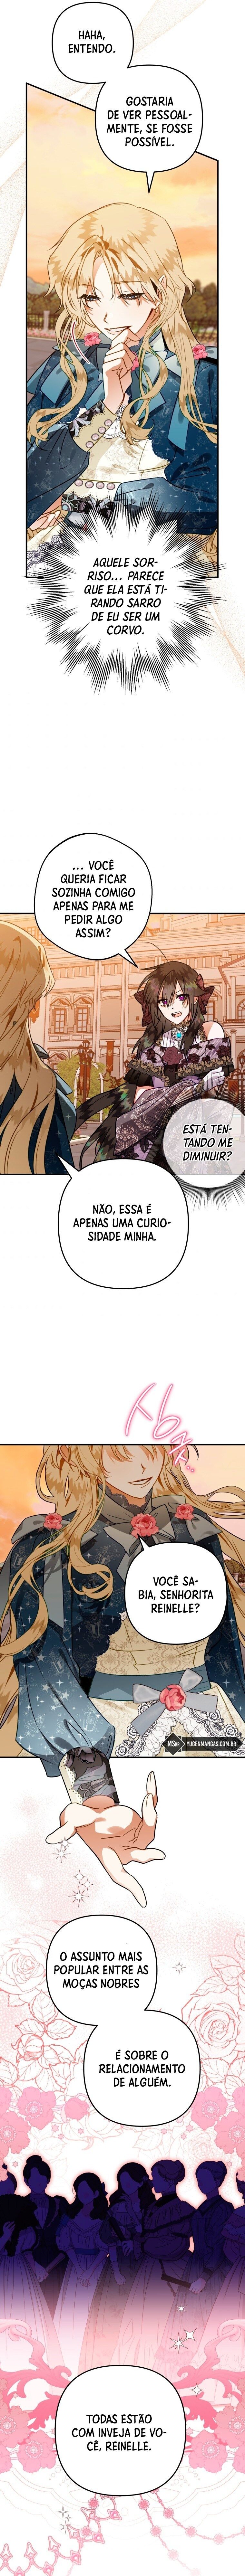 HAHA,
ENTENDO.
GOSTARIA
DE VER PESSOAL-
MENTE, SE FOSSE
POSSÍVEL.
AQUELE SOR-
RISO... PARECE
QUE ELA ESTÁ TI-
RANDO SARRO
DE EU SER UM
CORVO.
... VOCÊ
QUERIA FICAR
SOZINHA COMIGO
APENAS PARA ME
PEDIR ALGO
ASSIM?
ESTÁ TEN-
TANDO ME
DIMINUIR?
NÃO, ESSA É
APENAS UMA CURIO-
SIDADE MINHA.
VOCÊ SA-
BIA, SENHORITA
REINELLE?
YUGENMANGAS.COM.BR
O ASSUNTO MAIS
POPULAR ENTRE AS
MOÇAS NOBRES
É SOBRE O
RELACIONAMENTO
DE ALGUÉM.
TODAS ESTÃO
COM INVEJA DE VO-
CÊ, REINELLE.